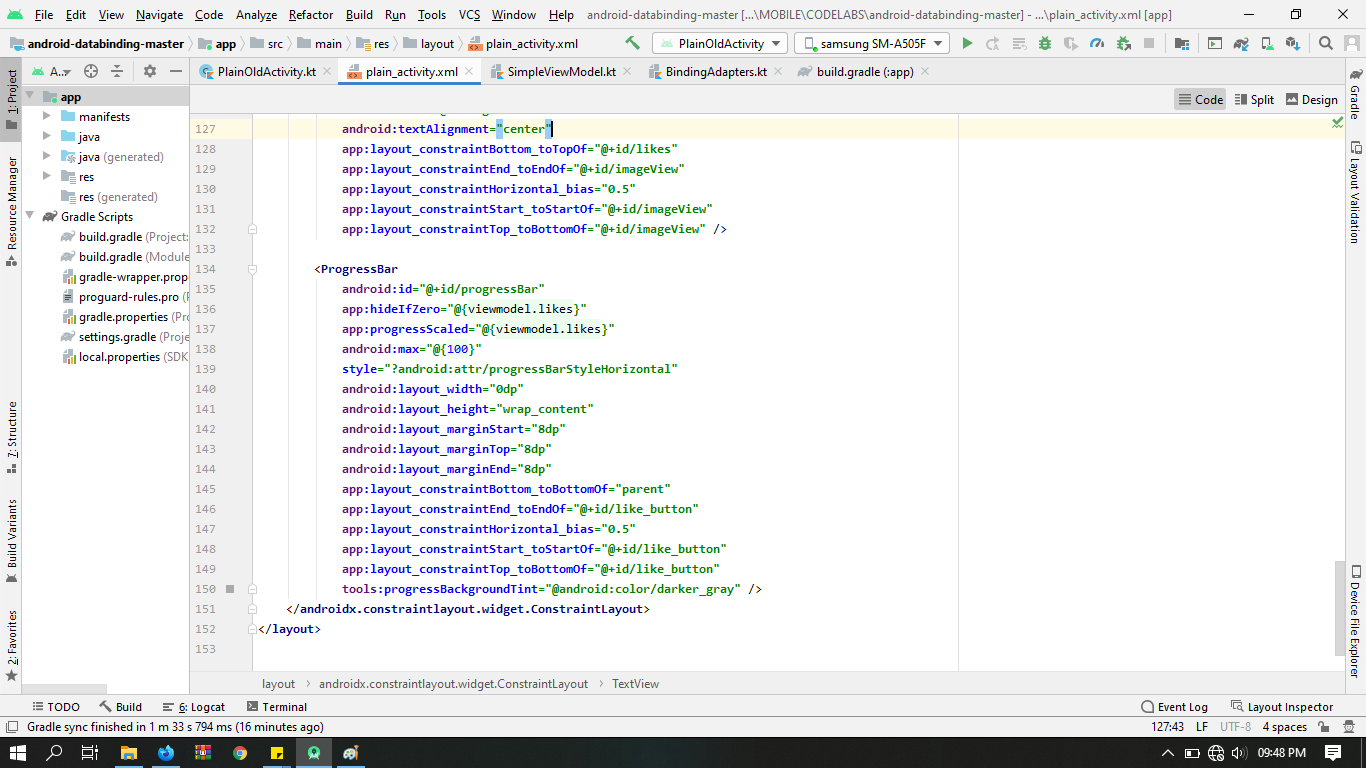 File Edit View Navigate Code Analyze Refactor Build Run Tools VCS Window Help android-databinding-master [...\MOBILE\CODELABS\android-databinding-master] - ...\plain_activity.xml [app]
android-databinding-master app src main res layout plain_activity.xml PlainOldActivity samsung SM-A505F
A... PlainOldActivity.kt plain_activity.xml SimpleViewModel.kt BindingAdapters.kt build.gradle (:app)
Code Split Design
1: Project
Resource Manager
7: Structure
Build Variants
2: Favorites
app
manifests
java
java (generated)
res
res (generated)
Gradle Scripts
build.gradle (Project:
build.gradle (Module
gradle-wrapper.prop
proguard-rules.pro (
gradle.properties (Pro
settings.gradle (Proje
local.properties (SDK
127 android:textAlignment="center"
128 app:layout_constraintBottom_toTopOf="@+id/likes"
129 app:layout_constraintEnd_toEndOf="@+id/imageView"
130 app:layout_constraintHorizontal_bias="0.5"
131 app:layout_constraintStart_toStartOf="@+id/imageView"
132 app:layout_constraintTop_toBottomOf="@+id/imageView" />
133
134 <ProgressBar
135 android:id="@+id/progressBar"
136 app:hideIfZero="@{viewmodel.likes}"
137 app:progressScaled="@{viewmodel.likes}"
138 android:max="@{100}"
139 style="?android:attr/progressBarStyleHorizontal"
140 android:layout_width="0dp"
141 android:layout_height="wrap_content"
142 android:layout_marginStart="8dp"
143 android:layout_marginTop="8dp"
144 android:layout_marginEnd="8dp"
145 app:layout_constraintBottom_toBottomOf="parent"
146 app:layout_constraintEnd_toEndOf="@+id/like_button"
147 app:layout_constraintHorizontal_bias="0.5"
148 app:layout_constraintStart_toStartOf="@+id/like_button"
149 app:layout_constraintTop_toBottomOf="@+id/like_button"
150 tools:progressBackgroundTint="@android:color/darker_gray" />
151 </androidx.constraintlayout.widget.ConstraintLayout>
152 </layout>
153
Gradle
Layout Validation
Device File Explorer
layout androidx.constraintlayout.widget.ConstraintLayout TextView
TODO Build 6: Logcat Terminal Event Log Layout Inspector
Gradle sync finished in 1 m 33 s 794 ms (16 minutes ago) 127:43 LF UTF-8 4 spaces
09:48 PM